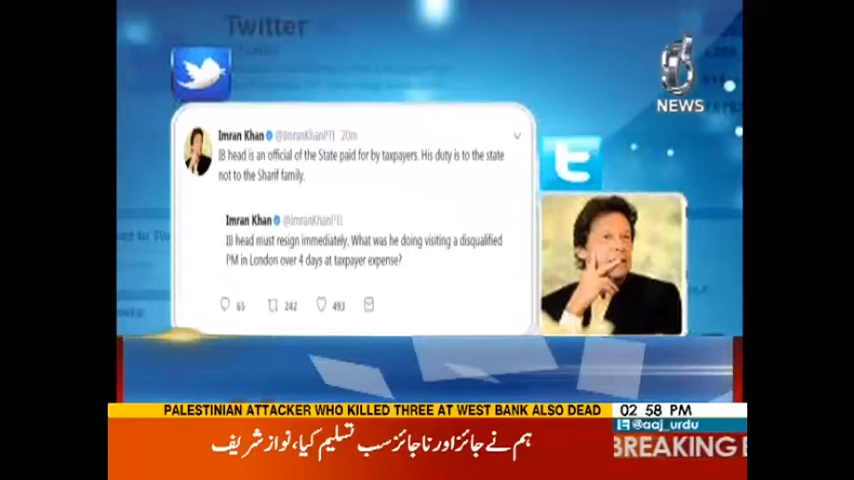 Twitter
NEWS
Imran Khan @ImranKhanPTI 20m
IB head is an official of the State paid for by taxpayers. His duty is to the state
not to the Sharif family.
Imran Khan @ImranKhanPTI
IB head must resign immediately. What was he doing visiting a disqualified
PM in London over 4 days at taxpayer expense?
65 242 493
PALESTINIAN ATTACKER WHO KILLED THREE AT WEST BANK ALSO DEAD
02 58 PM
@aaj_urdu
ہم نے جائز اور ناجائز سب تسلیم کیا، نواز شریف
BREAKING